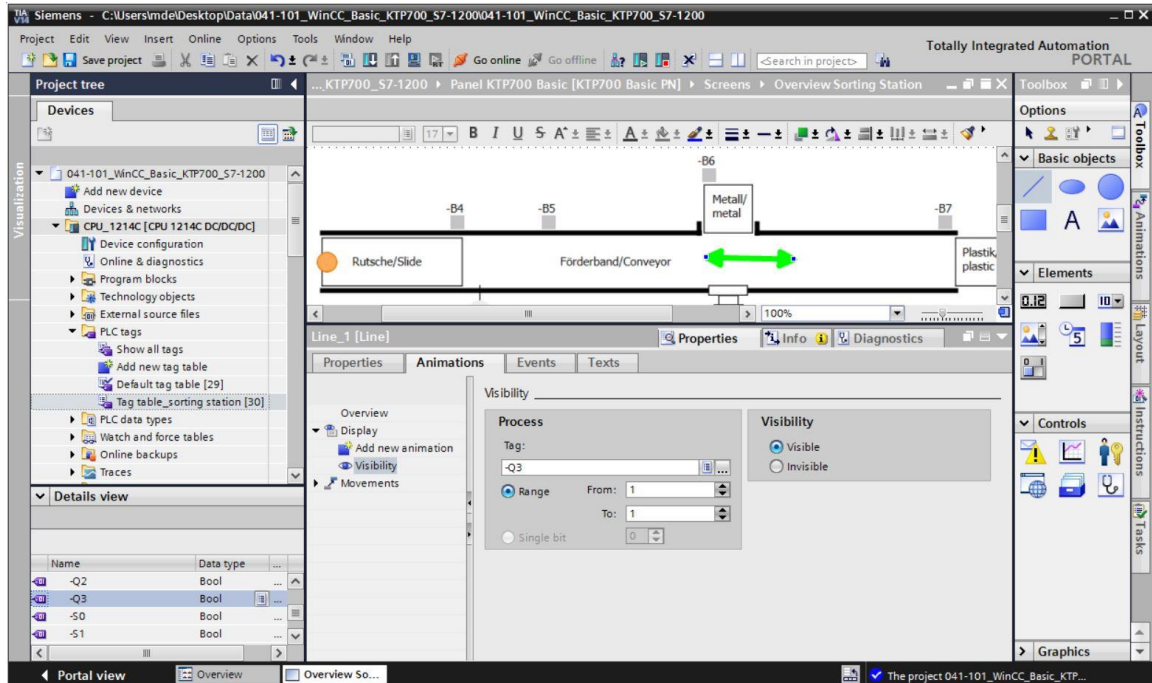 TIA V14 Siemens - C:\Users\mde\Desktop\Data\041-101_WinCC_Basic_KTP700_S7-1200\041-101_WinCC_Basic_KTP700_S7-1200
Project Edit View Insert Online Options Tools Window Help
Totally Integrated Automation
PORTAL
Save project Go online Go offline <Search in project>
Project tree
...KTP700_S7-1200 Panel KTP700 Basic [KTP700 Basic PN] Screens Overview Sorting Station
Toolbox
Devices
Options
17 B I U S A A
Visualization
041-101_WinCC_Basic_KTP700_S7-1200
Add new device
Devices & networks
CPU_1214C [CPU 1214C DC/DC/DC]
Device configuration
Online & diagnostics
Program blocks
Technology objects
External source files
PLC tags
Show all tags
Add new tag table
Default tag table [29]
Tag table_sorting station [30]
PLC data types
Watch and force tables
Online backups
Traces
Details view
Name Data type ...
-Q2 Bool ...
-Q3 Bool ...
-S0 Bool ...
-S1 Bool ...
-B6
Metall/
metal
-B4
-B5
-B7
Rutsche/Slide
Förderband/Conveyor
Plastik/
plastic
100%
Line_1 [Line]
Properties Info Diagnostics
Properties Animations Events Texts
Overview
Display
Add new animation
Visibility
Movements
Visibility
Process
Tag:
-Q3
...
Range From: 1
To: 1
Single bit 0
Visibility
Visible
Invisible
Basic objects
A
Elements
0.12
10
5
0
Controls
Graphics
Toolbox
Animations
Layout
Instructions
Tasks
Portal view Overview Overview So...
The project 041-101_WinCC_Basic_KTP...